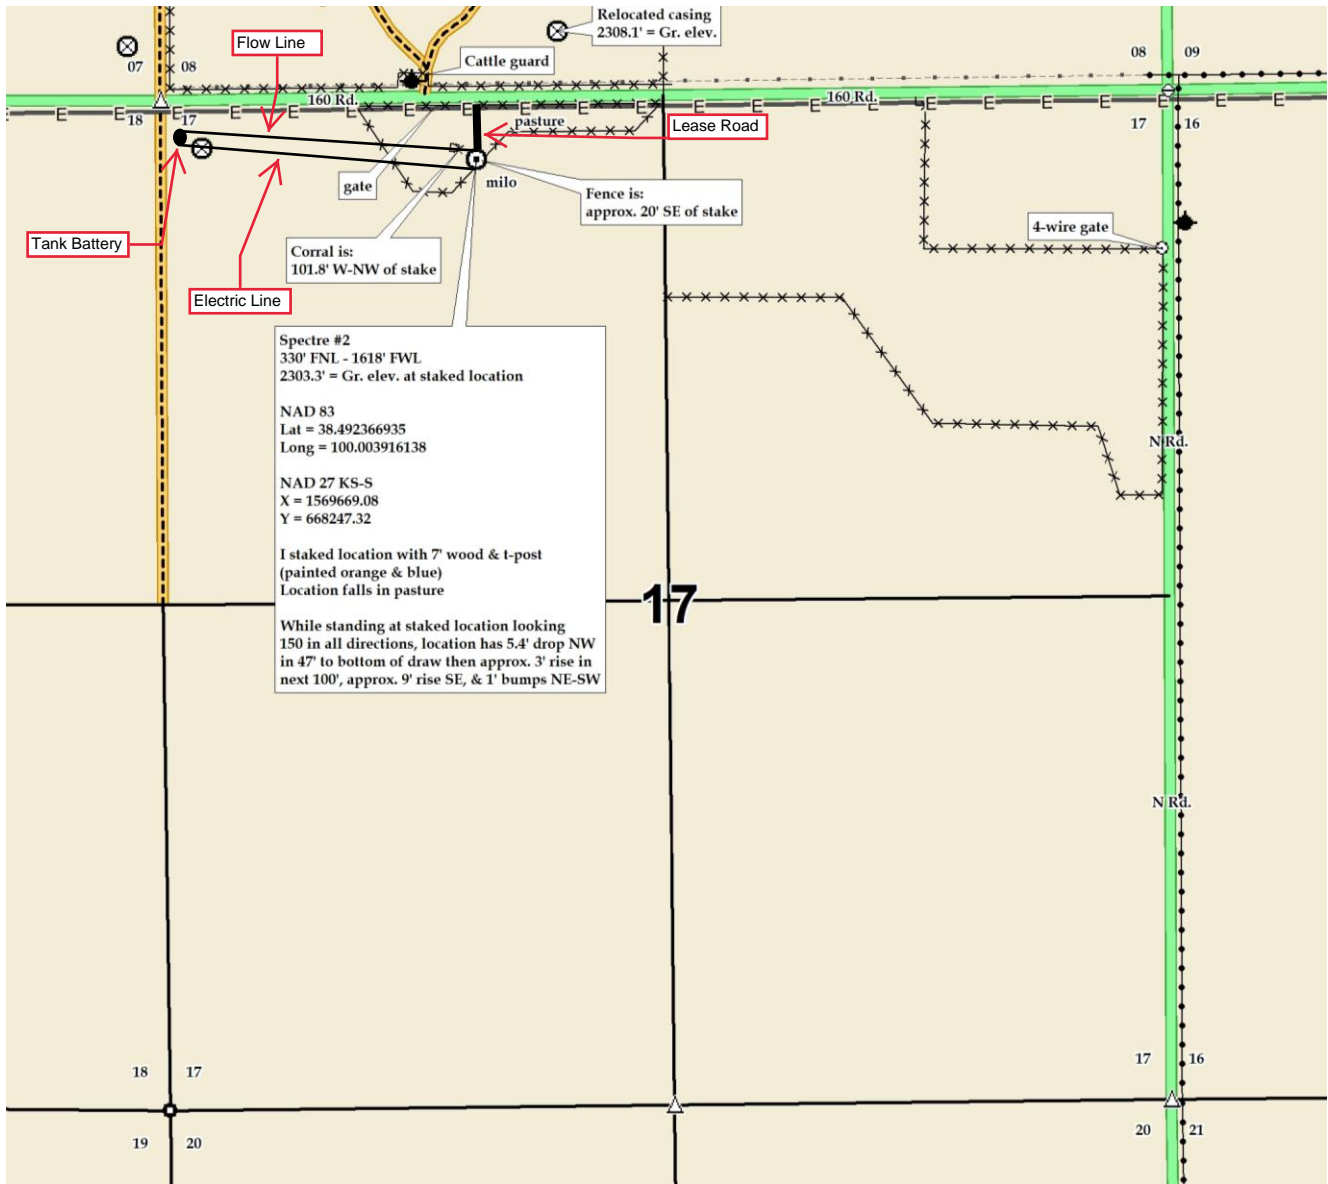 Relocated casing
2308.1' = Gr. elev.
Flow Line
Cattle guard
07 08
08 09
160 Rd.
160 Rd.
18 17
17 16
E E E E E E E E E E E E E E E E E E E E E E
pasture
Lease Road
gate
milo
Fence is:
approx. 20' SE of stake
Tank Battery
Corral is:
101.8' W-NW of stake
4-wire gate
Electric Line
Spectre #2
330' FNL - 1618' FWL
2303.3' = Gr. elev. at staked location
NAD 83
Lat = 38.492366935
Long = 100.003916138
NAD 27 KS-S
X = 1569669.08
Y = 668247.32
I staked location with 7' wood & t-post
(painted orange & blue)
Location falls in pasture
While standing at staked location looking
150 in all directions, location has 5.4' drop NW
in 47' to bottom of draw then approx. 3' rise in
next 100', approx. 9' rise SE, & 1' bumps NE-SW
N Rd.
17
N Rd.
18 17
17 16
19 20
20 21